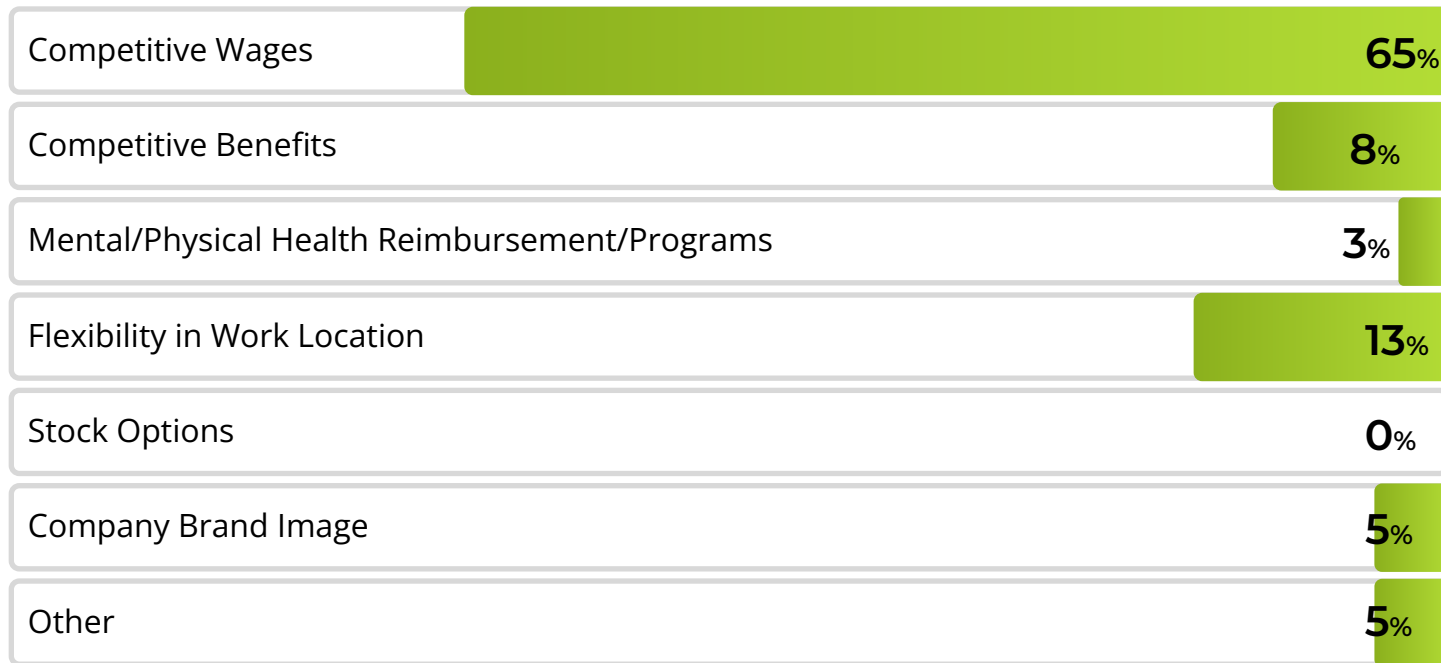 Competitive Wages 65%
Competitive Benefits 8%
Mental/Physical Health Reimbursement/Programs 3%
Flexibility in Work Location 13%
Stock Options 0%
Company Brand Image 5%
Other 5%